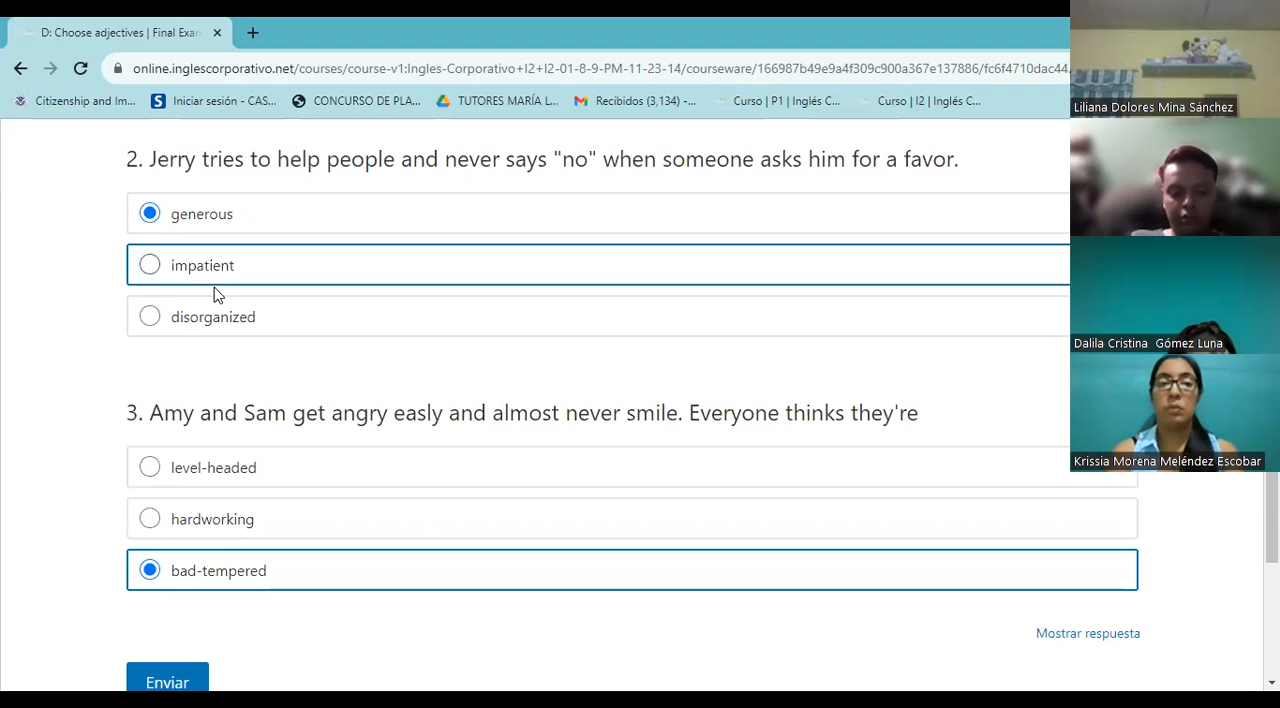 D: Choose adjectives | Final Exan
online.inglescorporativo.net/courses/course-v1:Ingles-Corporativo+I2+I2-01-8-9-PM-11-23-14/courseware/166987b49e9a4f309c900a367e137886/fc6f4710dac44.
Citizenship and Im... Iniciar sesión - CAS... CONCURSO DE PLA... TUTORES MARÍA L... Recibidos (3,134) -... Curso | P1 | Inglés C... Curso | I2 | Inglés C...
Liliana Dolores Mina Sánchez
2. Jerry tries to help people and never says "no" when someone asks him for a favor.
generous
impatient
disorganized
Dalila Cristina Gómez Luna
3. Amy and Sam get angry easly and almost never smile. Everyone thinks they're
level-headed
Krissia Morena Meléndez Escobar
hardworking
bad-tempered
Mostrar respuesta
Enviar